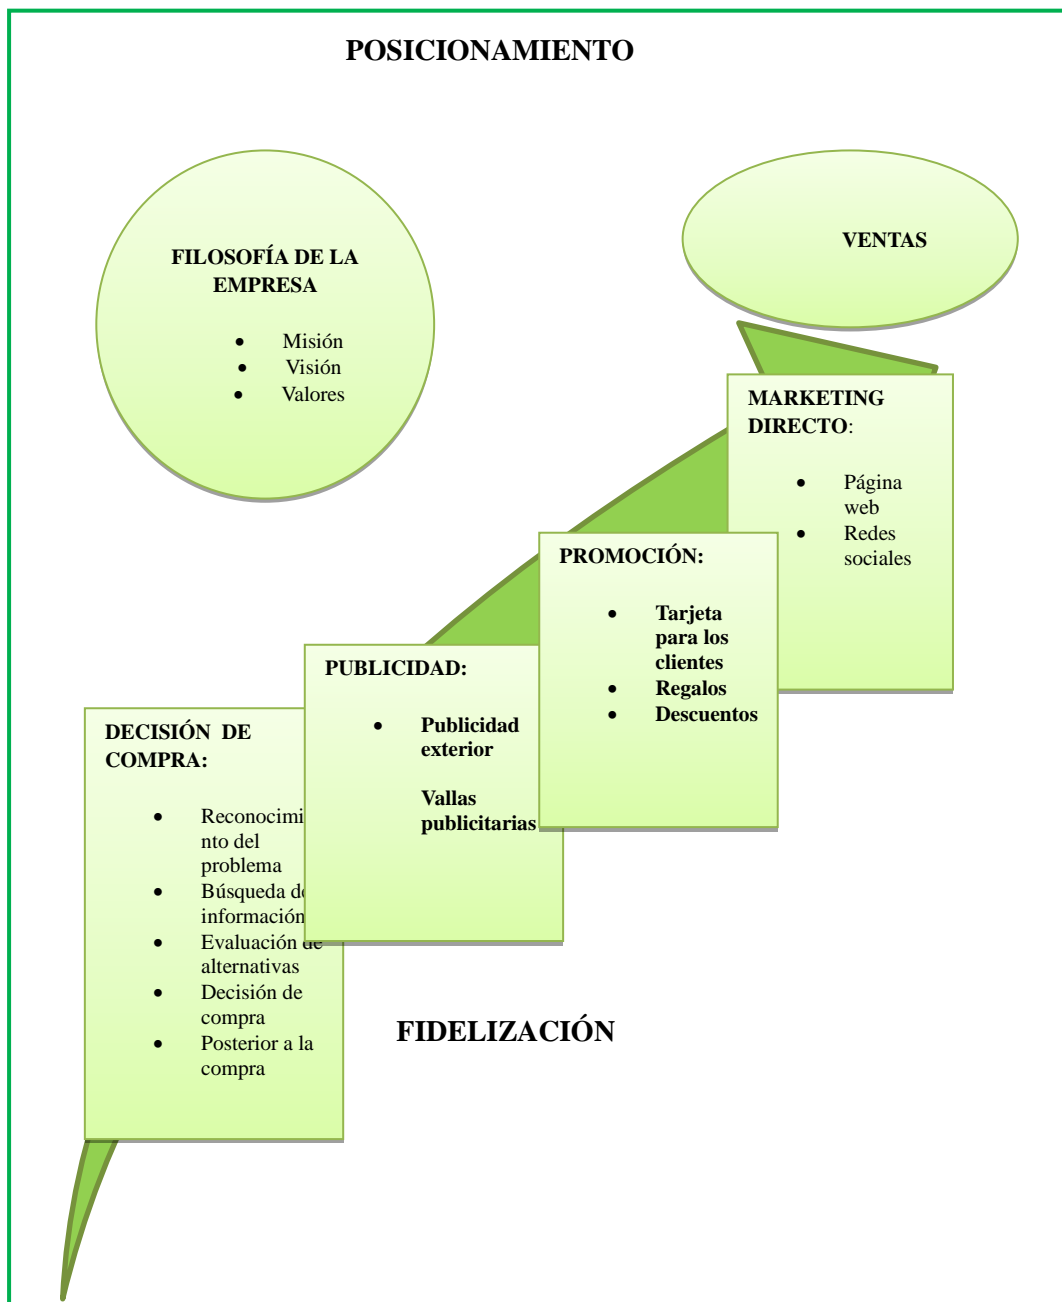 POSICIONAMIENTO
FILOSOFÍA DE LA
EMPRESA
• Misión
• Visión
• Valores
VENTAS
MARKETING
DIRECTO:
• Página
web
• Redes
sociales
PROMOCIÓN:
• Tarjeta
para los
clientes
• Regalos
• Descuentos
PUBLICIDAD:
• Publicidad
exterior
Vallas
publicitarias
DECISIÓN DE
COMPRA:
• Reconocimi
nto del
problema
• Búsqueda de
información
• Evaluación de
alternativas
• Decisión de
compra
• Posterior a la
compra
FIDELIZACIÓN